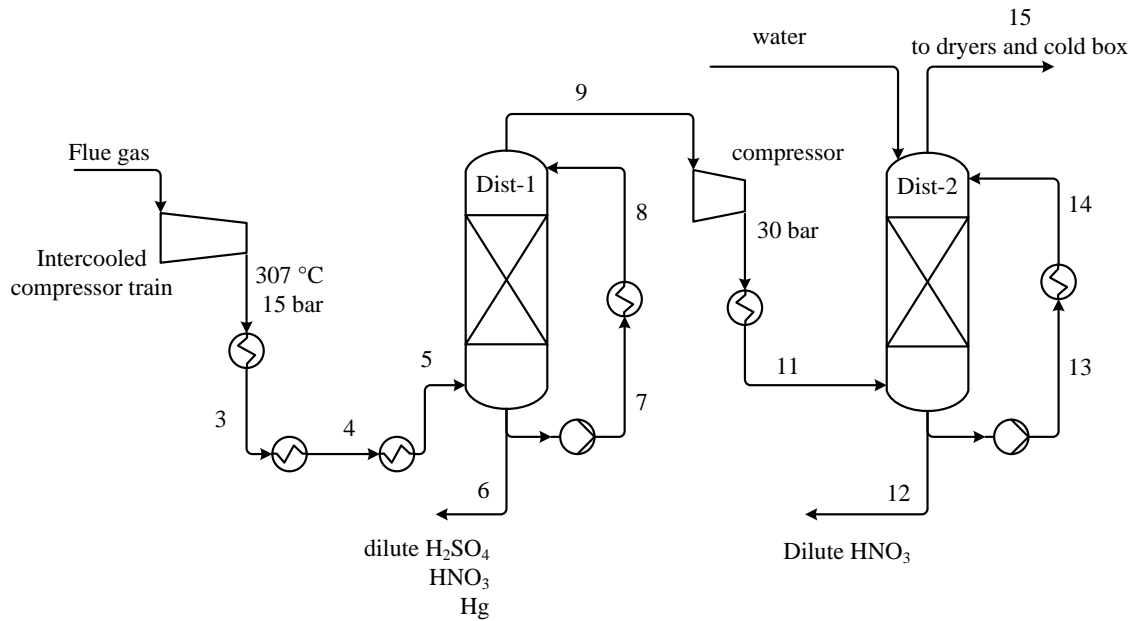 15
water
to dryers and cold box
9
Flue gas
compressor
Dist-1
Dist-2
8
14
30 bar
Intercooled
compressor train
307 °C
15 bar
5
11
13
3
4
7
6
12
dilute H₂SO₄
HNO₃
Hg
Dilute HNO₃